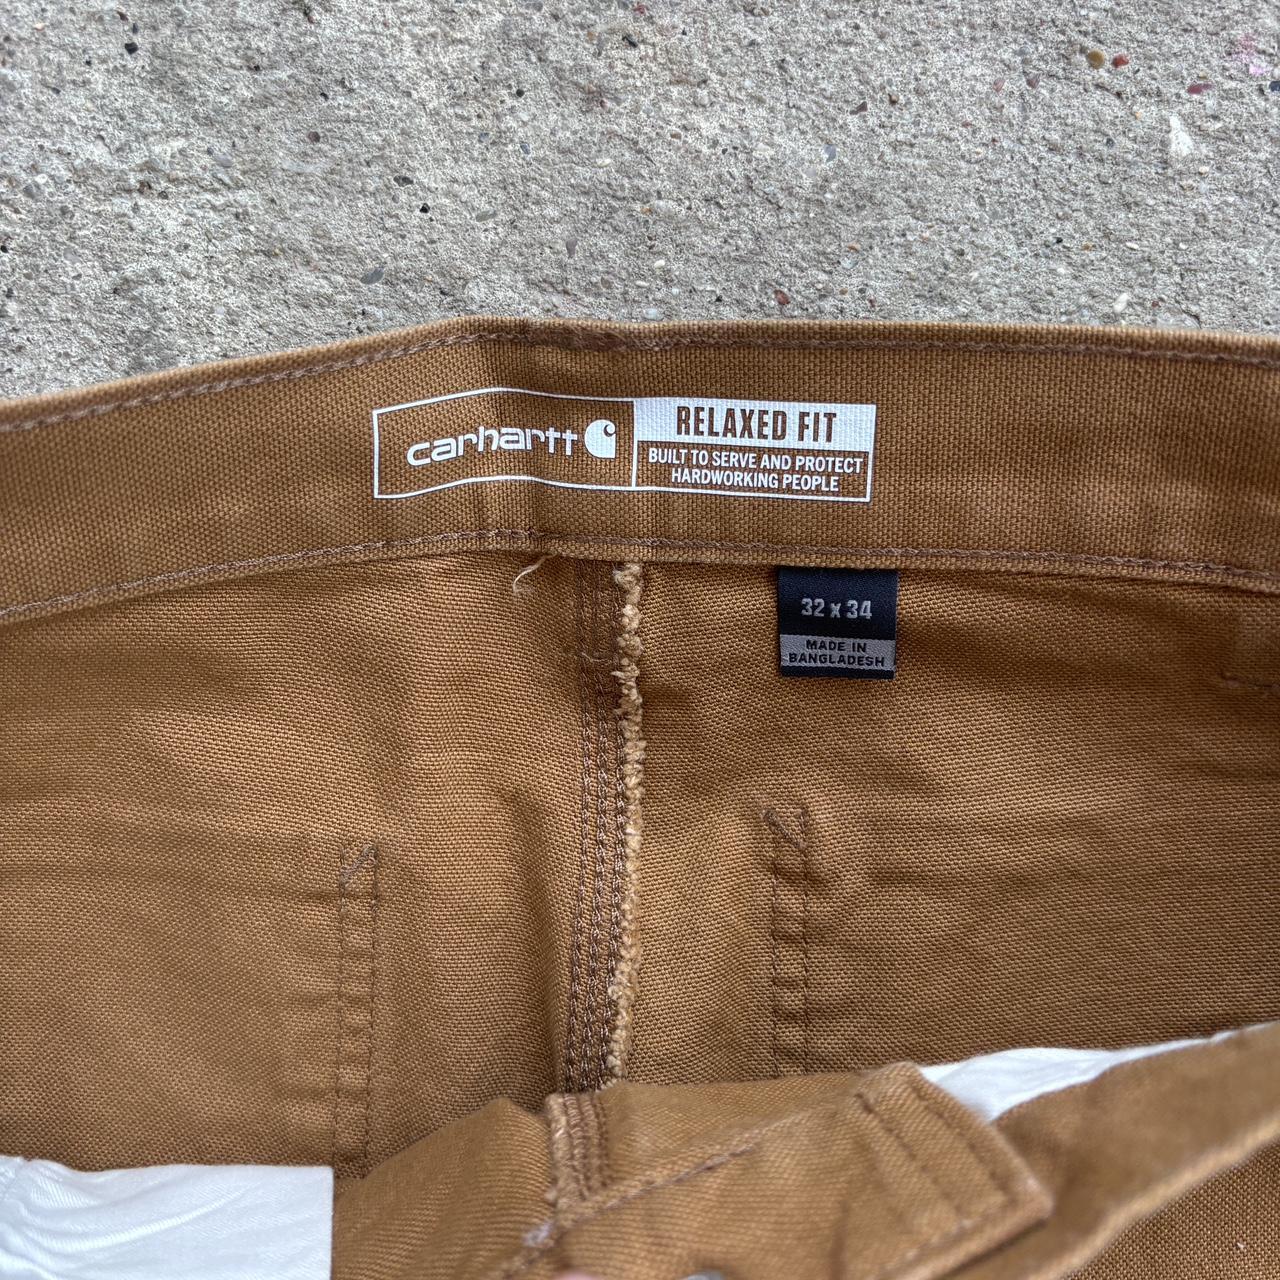 carhartt
RELAXED FIT
BUILT TO SERVE AND PROTECT
HARDWORKING PEOPLE
32 x 34
MADE IN
BANGLADESH